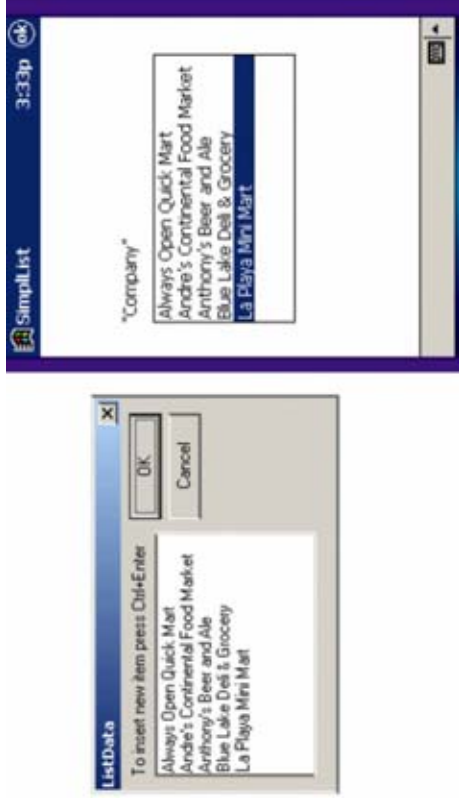 ListData
To insert new item press Ctrl+Enter
Always Open Quick Mart
Andre's Continental Food Market
Anthony's Beer and Ale
Blue Lake Deli & Grocery
La Playa Mini Mart
OK
Cancel
SimplList
3:33p
ok
"Company"
Always Open Quick Mart
Andre's Continental Food Market
Anthony's Beer and Ale
Blue Lake Deli & Grocery
La Playa Mini Mart